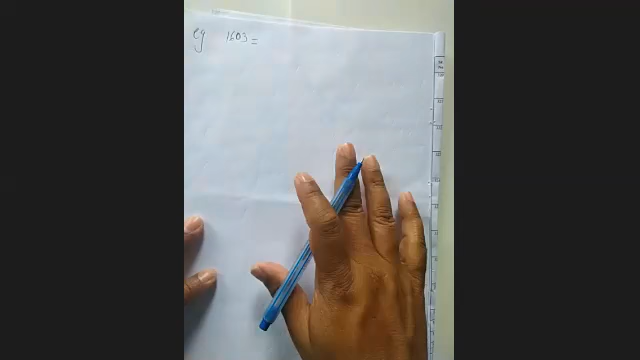 eg 1603 =